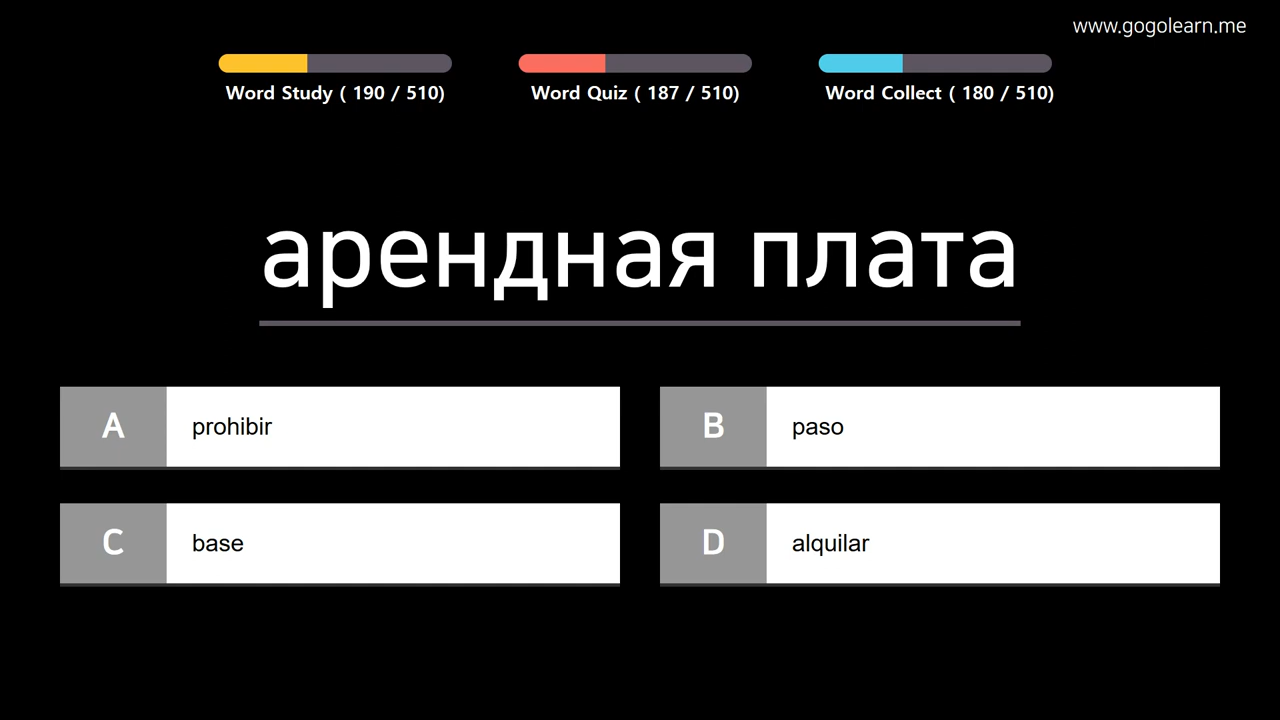 www.gogolearn.me
Word Study ( 190 / 510)
Word Quiz ( 187 / 510)
Word Collect ( 180 / 510)
арендная плата
A prohibir
B paso
C base
D alquilar